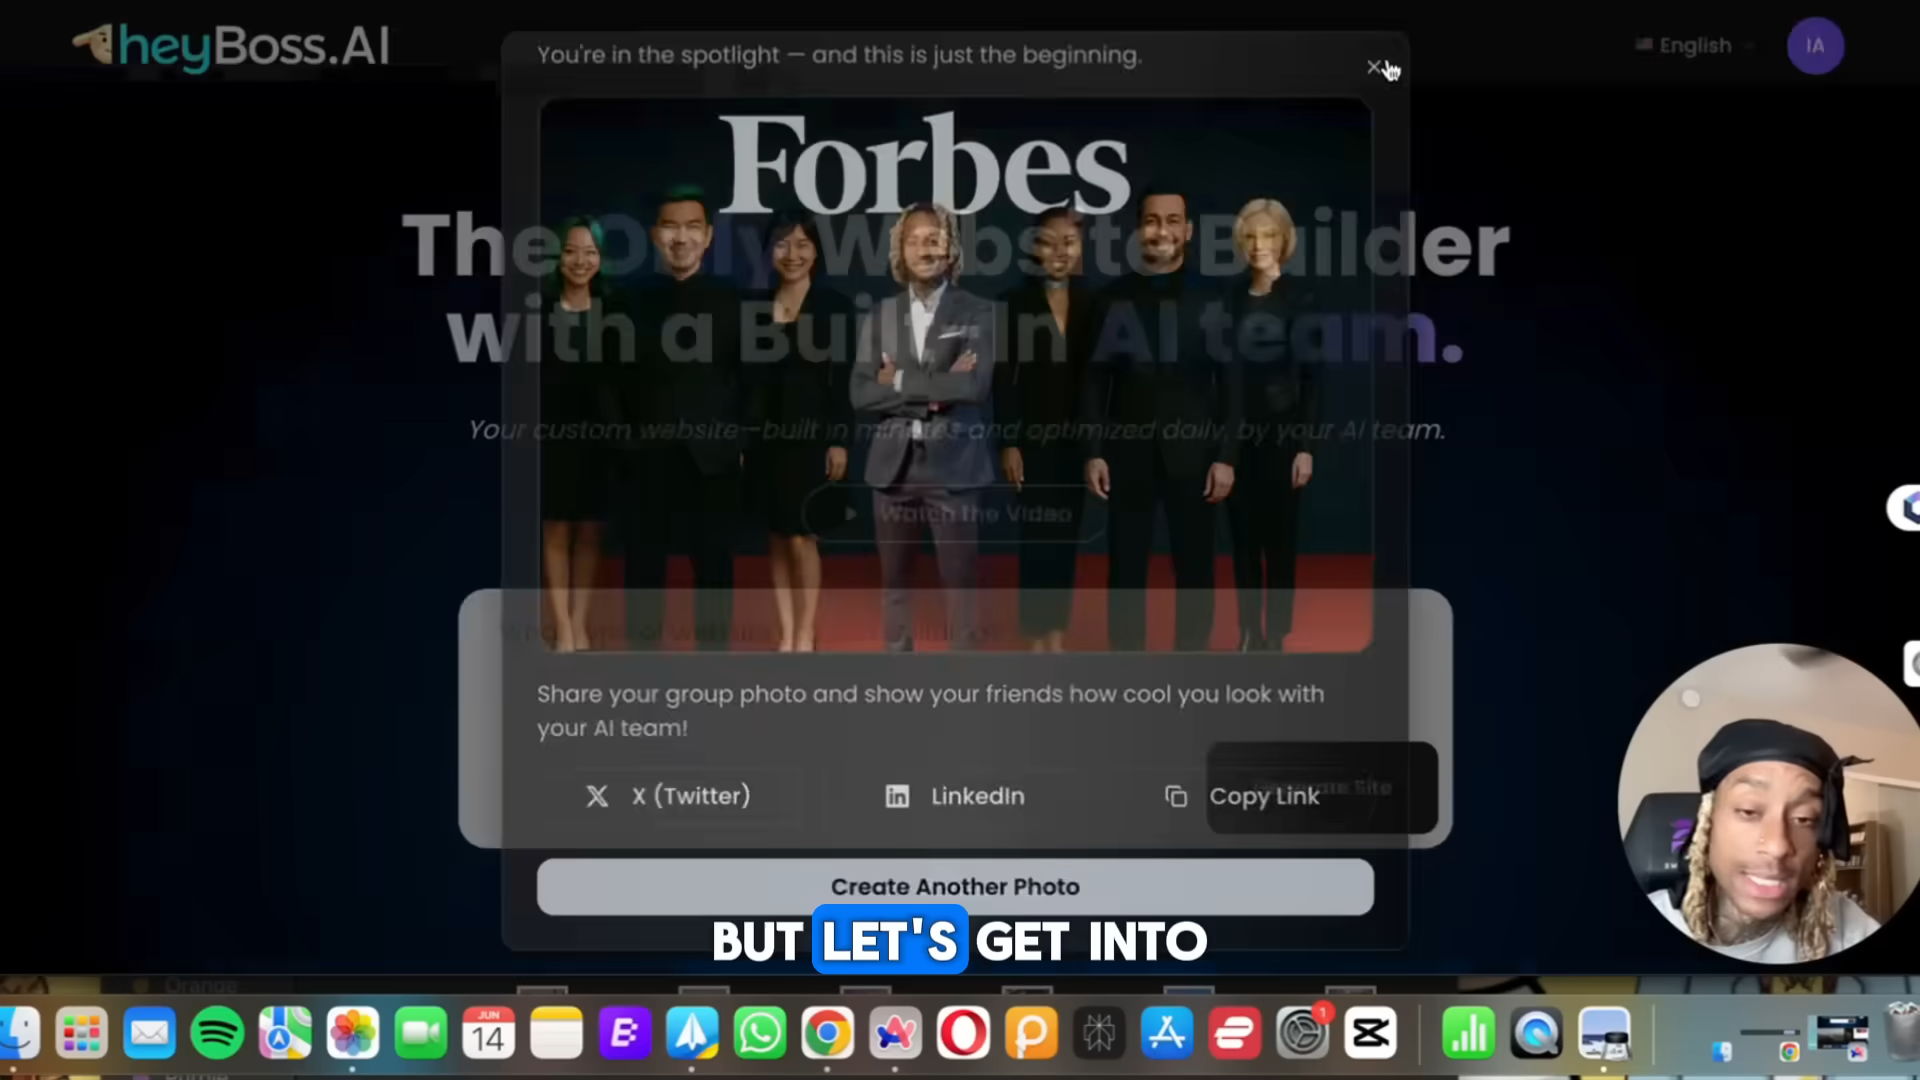 heyBoss.AI
You're in the spotlight — and this is just the beginning.
English
IA
Forbes
The Only Website Builder
with a Built-In AI team.
Your custom website—built in minutes and optimized daily, by your AI team.
Watch the Video
Share your group photo and show your friends how cool you look with
your AI team!
X (Twitter)
LinkedIn
Copy Link
Create Another Photo
BUT LET'S GET INTO
Orange
JUN
14
1